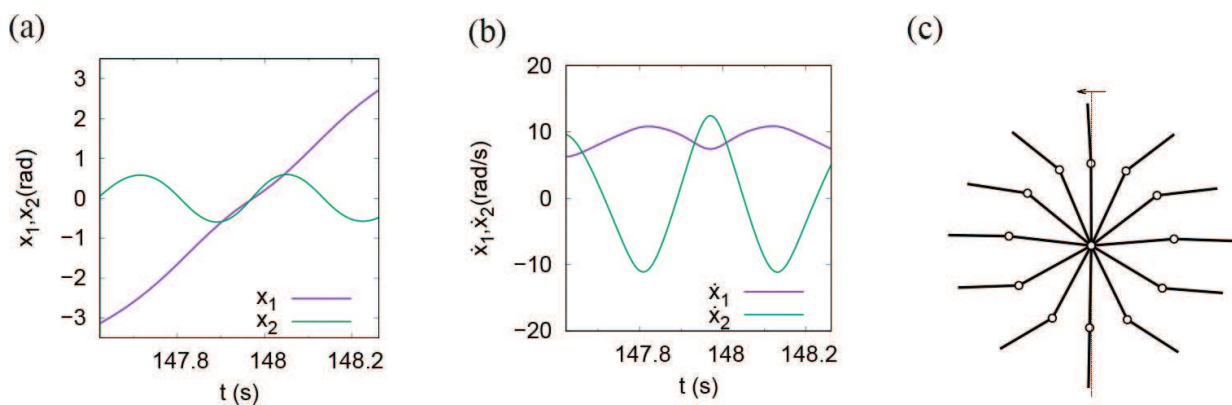 (a)
3
2
1
0
−1
−2
−3
x₁,x₂(rad)
x₁
x₂
147.8 148 148.2
t (s)
(b)
20
10
0
−10
−20
ẋ₁,ẋ₂(rad/s)
ẋ₁
ẋ₂
147.8 148 148.2
t (s)
(c)